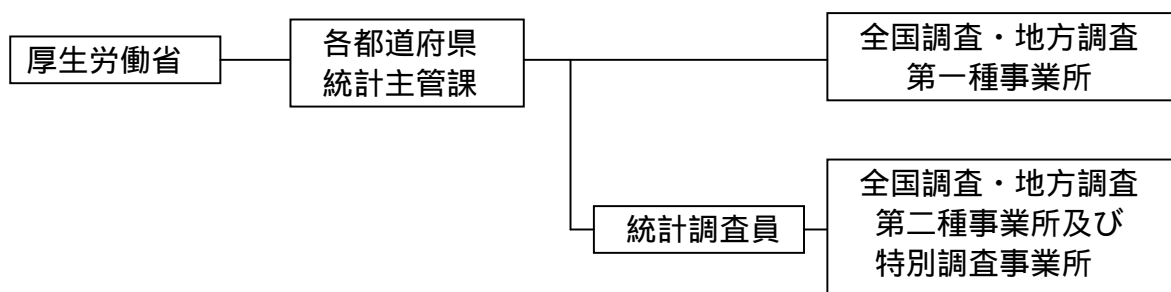 厚生労働省
各都道府県
統計主管課
全国調査・地方調査
第一種事業所
統計調査員
全国調査・地方調査
第二種事業所及び
特別調査事業所